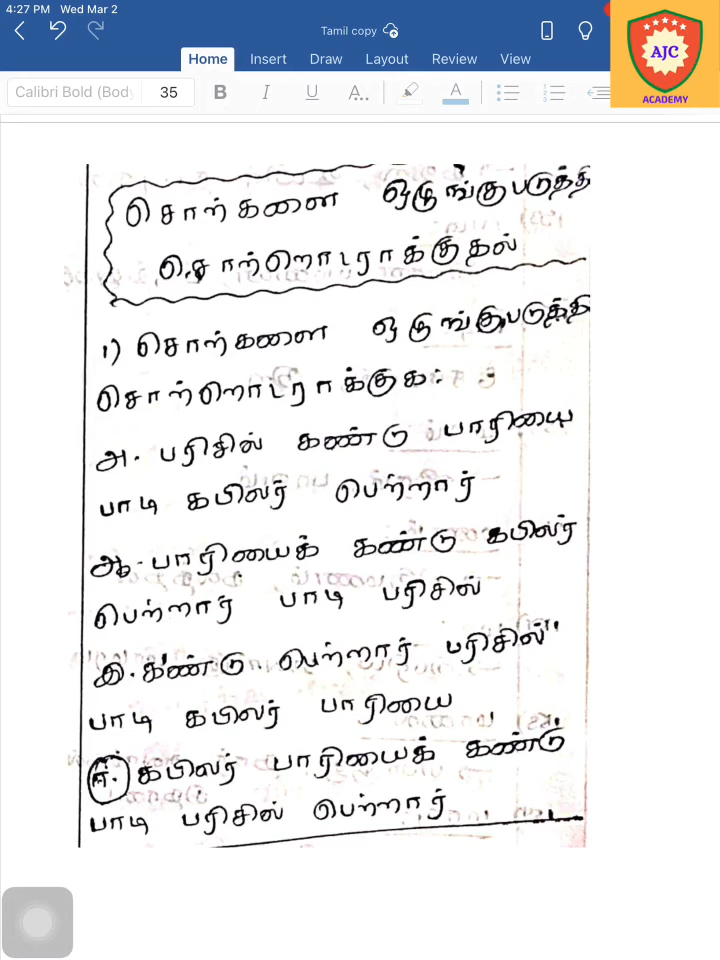 4:27 PM Wed Mar 2
Tamil copy
Home Insert Draw Layout Review View
Calibri Bold (Body 35 B I U A..
AJC
ACADEMY
சொற்களை ஒழுங்குபடுத்தி
சொற்றொடராக்குதல்
1) சொற்களை ஒழுங்குபடுத்தி
சொற்றொடராக்குக:
அ. பரிசில் கண்டு பாரியை
பாடி கபிலர் பெற்றார்
ஆ. பாரியைக் கண்டு கபிலர்
பெற்றார் பாடி பரிசில்
இ. கண்டு பெற்றார் பரிசில்
பாடி கபிலர் பாரியை
ஈ. கபிலர் பாரியைக் கண்டு
பாடி பரிசில் பெற்றார்